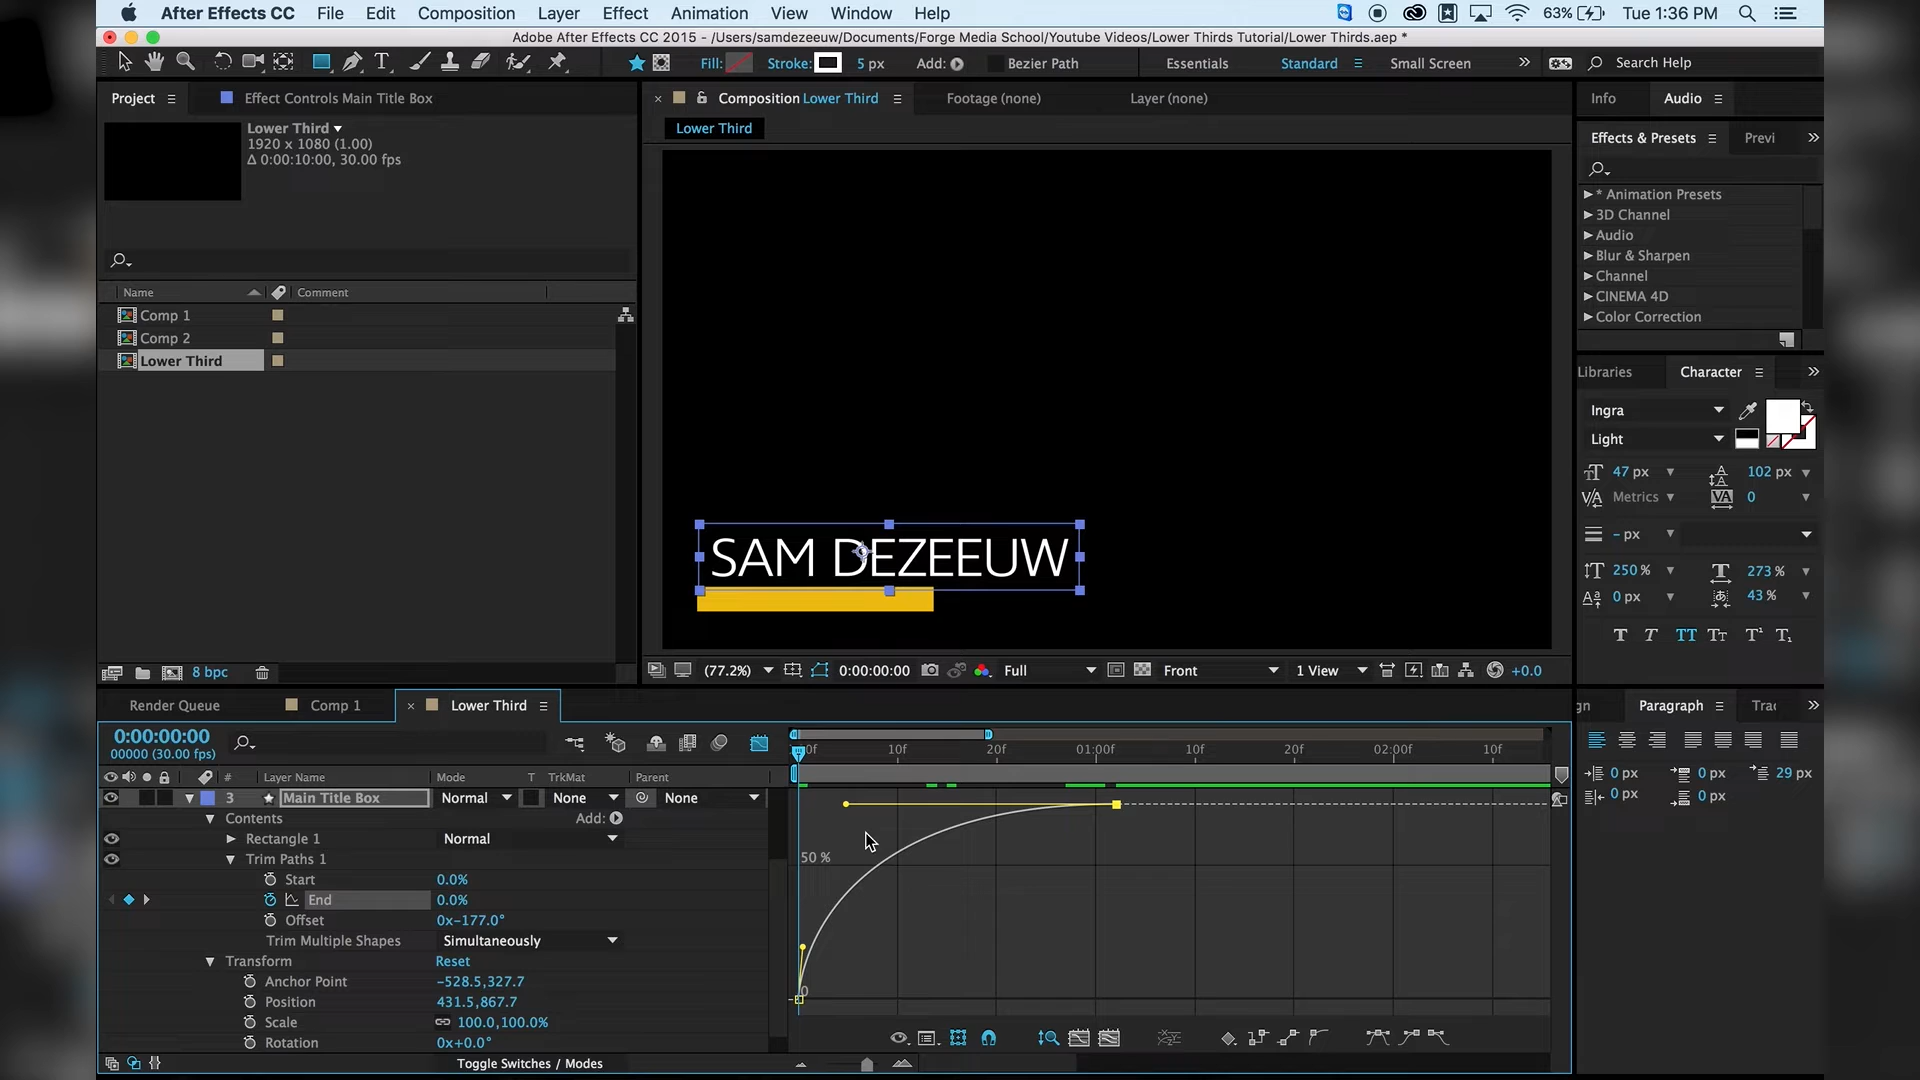 After Effects CC File Edit Composition Layer Effect Animation View Window Help 63% Tue 1:36 PM
Adobe After Effects CC 2015 - /Users/samdezeeuw/Documents/Forge Media School/Youtube Videos/Lower Thirds Tutorial/Lower Thirds.aep *
Fill: Stroke: 5 px Add: Bezier Path Essentials Standard Small Screen Search Help
Project Effect Controls Main Title Box Composition Lower Third Footage (none) Layer (none) Info Audio
Lower Third
1920 x 1080 (1.00)
Δ 0:00:10:00, 30.00 fps
Lower Third
Effects & Presets Previ
* Animation Presets
3D Channel
Audio
Blur & Sharpen
Channel
CINEMA 4D
Color Correction
Name Comment
Comp 1
Comp 2
Lower Third
Libraries Character
Ingra
Light
47 px 102 px
Metrics 0
- px
250 % 273 %
0 px 43 %
T T TT Tт T¹ T₁
SAM DEZEEUW
8 bpc
(77.2%) 0:00:00:00 Full Front 1 View +0.0
Render Queue Comp 1 Lower Third
gn Paragraph Trac
0:00:00:00
00000 (30.00 fps)
0f 10f 20f 01:00f 10f 20f 02:00f 10f
0 px 0 px 29 px
0 px 0 px
# Layer Name Mode T TrkMat Parent
3 Main Title Box Normal None None
Contents Add:
Rectangle 1 Normal
Trim Paths 1
Start 0.0%
End 0.0%
Offset 0x-177.0°
Trim Multiple Shapes Simultaneously
Transform Reset
Anchor Point -528.5,327.7
Position 431.5,867.7
Scale 100.0,100.0%
Rotation 0x+0.0°
50 %
0
Toggle Switches / Modes